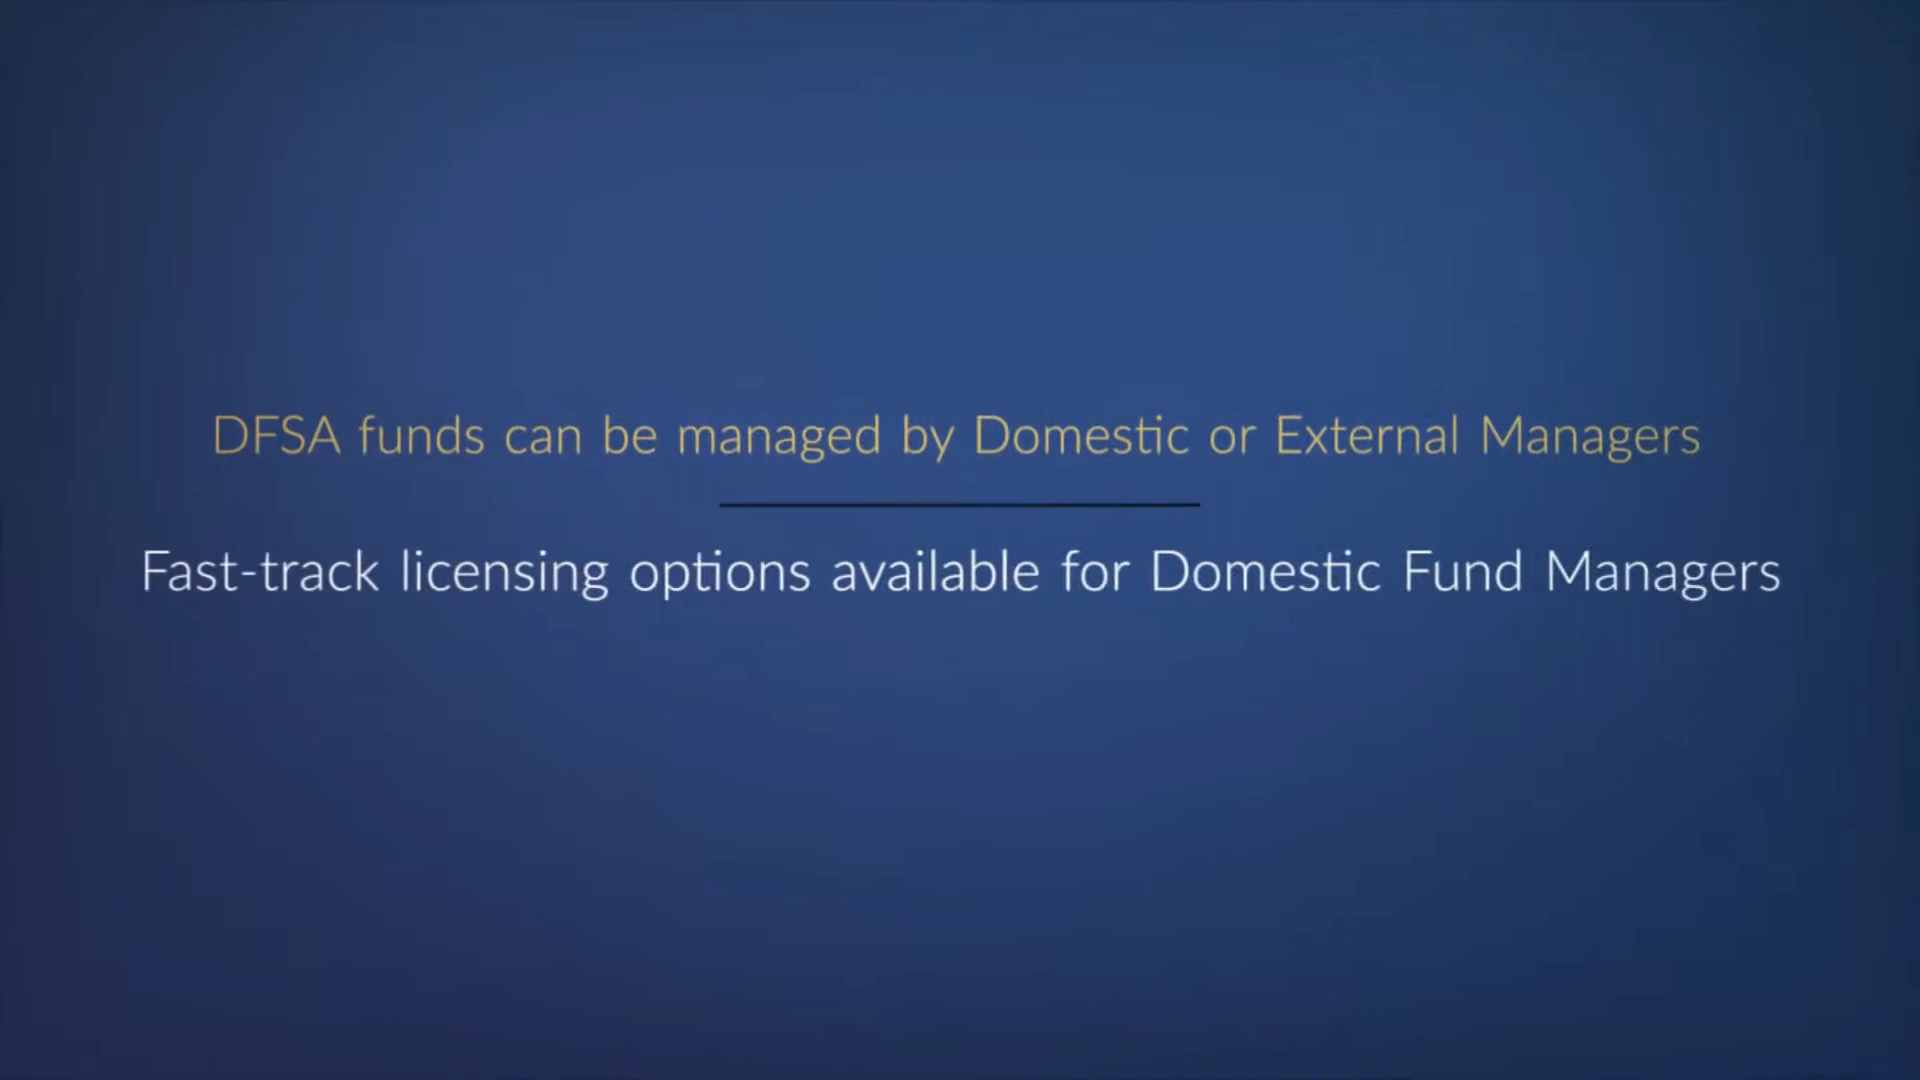 DFSA funds can be managed by Domestic or External Managers
Fast-track licensing options available for Domestic Fund Managers